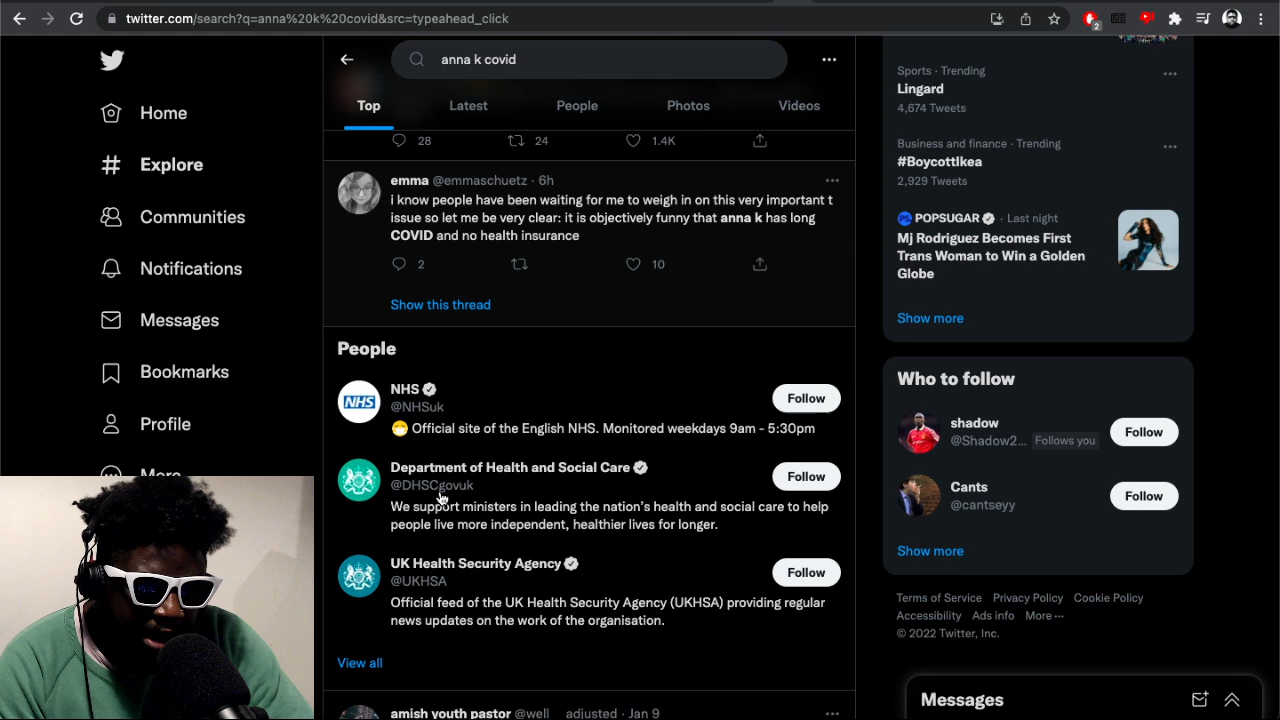 twitter.com/search?q=anna%20k%20covid&src=typeahead_click
2
anna k covid
Home
Explore
Communities
Notifications
Messages
Bookmarks
Profile
More
Top Latest People Photos Videos
28 24 1.4K
emma @emmaschuetz · 6h
i know people have been waiting for me to weigh in on this very important t
issue so let me be very clear: it is objectively funny that anna k has long
COVID and no health insurance
2 10
Show this thread
People
NHS
NHS
@NHSuk
Official site of the English NHS. Monitored weekdays 9am - 5:30pm
Follow
Department of Health and Social Care
@DHSCgovuk
We support ministers in leading the nation's health and social care to help
people live more independent, healthier lives for longer.
Follow
UK Health Security Agency
@UKHSA
Official feed of the UK Health Security Agency (UKHSA) providing regular
news updates on the work of the organisation.
Follow
View all
amish youth pastor @well adjusted · Jan 9
Sports · Trending
Lingard
4,674 Tweets
Business and finance · Trending
#BoycottIkea
2,929 Tweets
PS POPSUGAR · Last night
Mj Rodriguez Becomes First
Trans Woman to Win a Golden
Globe
Show more
Who to follow
shadow
@Shadow2... Follows you
Follow
Cants
@cantseyy
Follow
Show more
Terms of Service Privacy Policy Cookie Policy
Accessibility Ads info More ···
© 2022 Twitter, Inc.
Messages